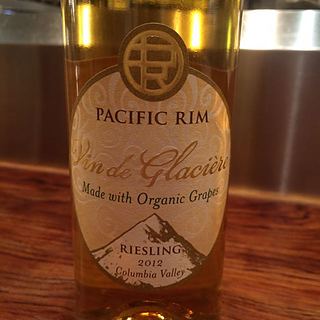 PACIFIC RIM
Vin de Glacière
Made with Organic Grapes
RIESLING
2012
Columbia Valley